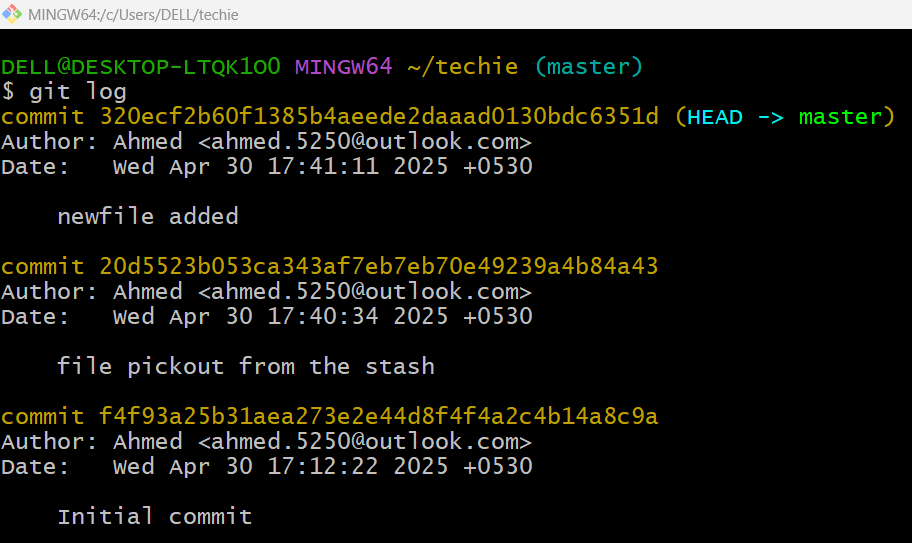 MINGW64:/c/Users/DELL/techie
DELL@DESKTOP-LTQK1O0 MINGW64 ~/techie (master)
$ git log
commit 320ecf2b60f1385b4aeede2daaad0130bdc6351d (HEAD -> master)
Author: Ahmed <ahmed.5250@outlook.com>
Date:   Wed Apr 30 17:41:11 2025 +0530
newfile added
commit 20d5523b053ca343af7eb7eb70e49239a4b84a43
Author: Ahmed <ahmed.5250@outlook.com>
Date:   Wed Apr 30 17:40:34 2025 +0530
file pickout from the stash
commit f4f93a25b31aea273e2e44d8f4f4a2c4b14a8c9a
Author: Ahmed <ahmed.5250@outlook.com>
Date:   Wed Apr 30 17:12:22 2025 +0530
Initial commit